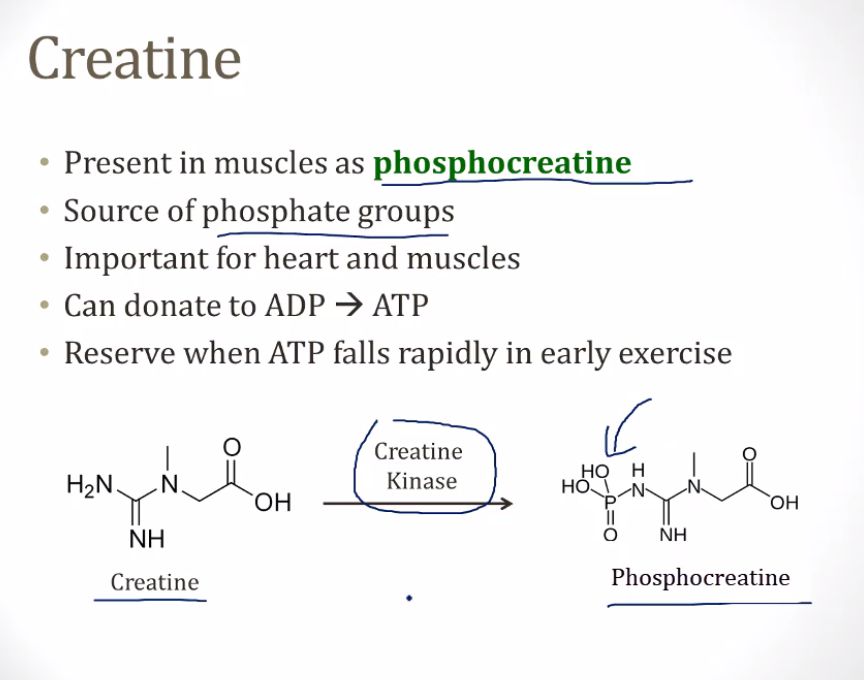 Creatine
• Present in muscles as phosphocreatine
• Source of phosphate groups
• Important for heart and muscles
• Can donate to ADP → ATP
• Reserve when ATP falls rapidly in early exercise
H₂N N O OH NH
Creatine
Creatine
Kinase
HO HO P O H N NH N O OH
Phosphocreatine